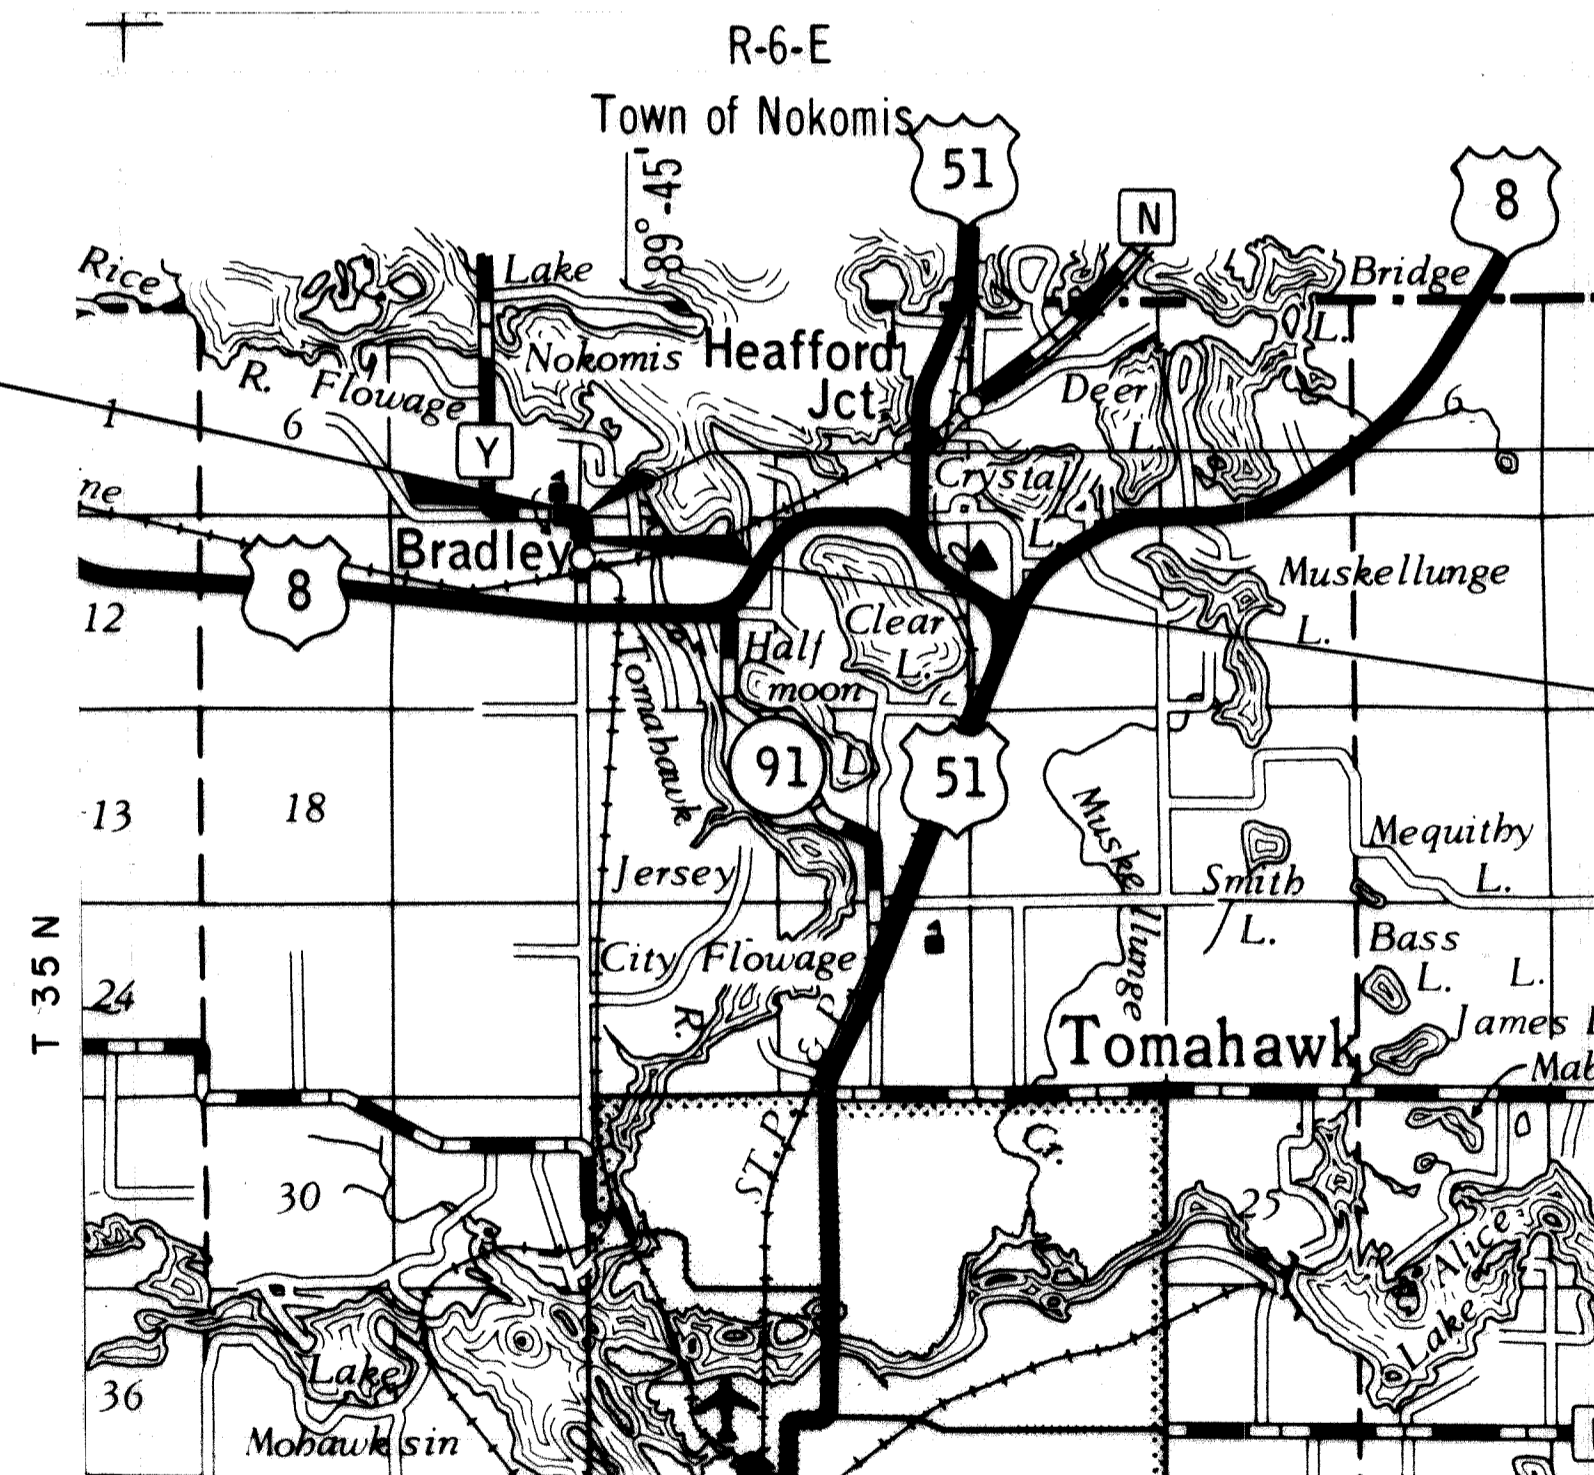 R-6-E
Town of Nokomis
51
8
N
89° -45'
Rice
Lake
Bridge
L.
Nokomis
Heafford
Jct.
R. Flowage
Deer
L.
1
6
6
Y
Crystal
L.
ne
Bradley
8
Muskellunge
L.
12
Clear
L.
Half
moon
L.
Tomahawk
91
51
13
18
Muskellunge
Mequithy
L.
Jersey
Smith
L.
City Flowage
Bass
L.
L.
T 35 N
24
R.
ST. P. & P.
Tomahawk
James L
Mab
Cr.
30
25
Alice
Lake
Lake
36
Mohawksin